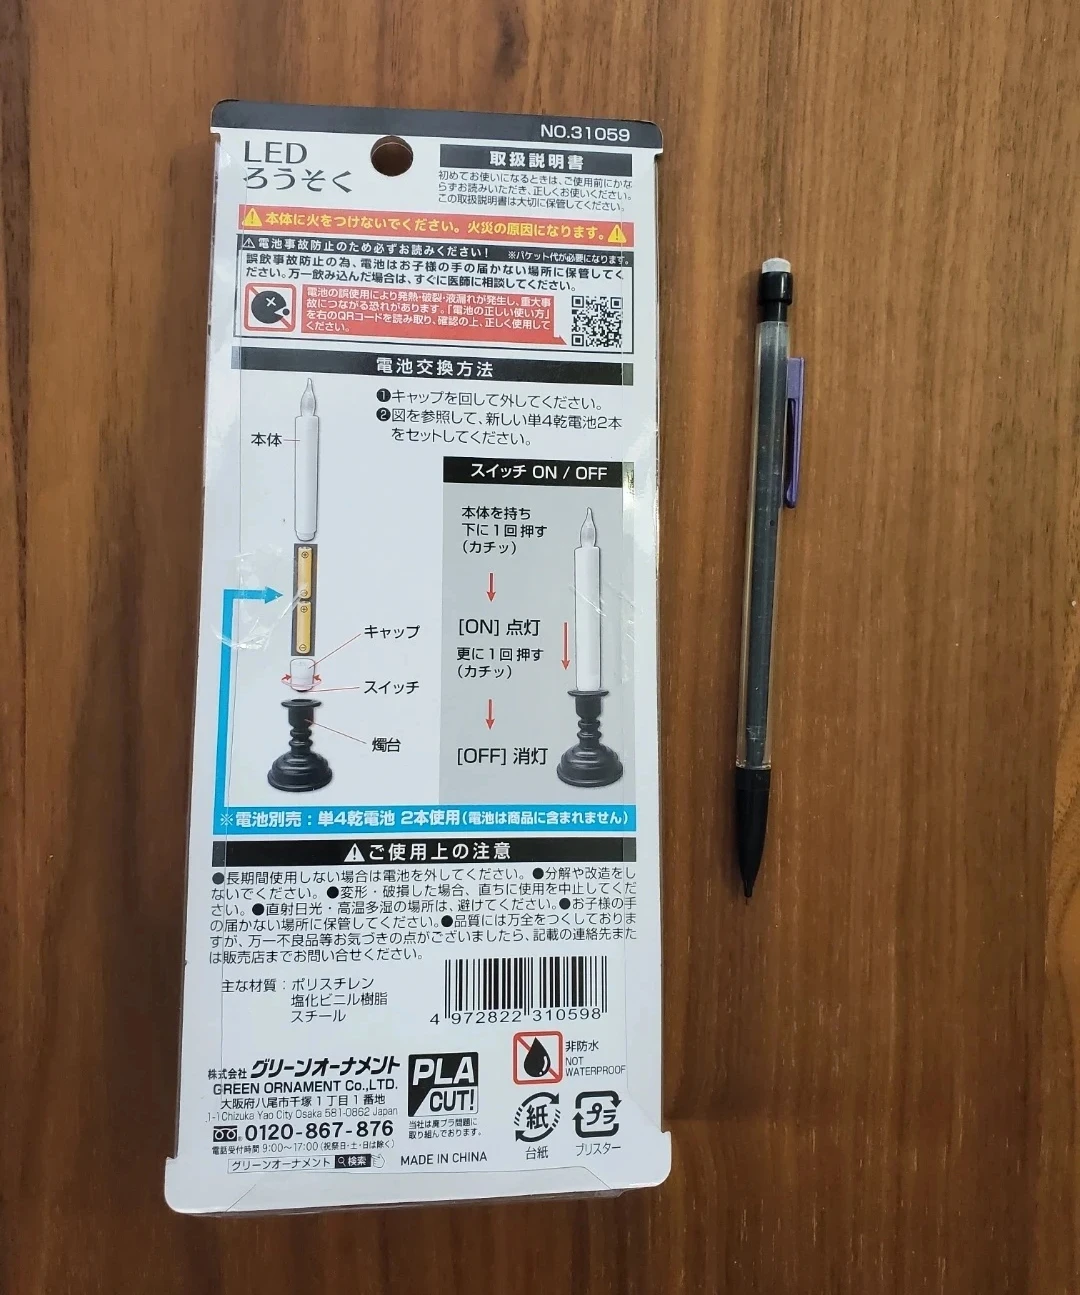 NO.31059
LED
ろうそく
取扱説明書
初めてお使いになるときは、ご使用前にかな
らずお読みいただき、正しくお使いください。
この取扱説明書は大切に保管してください。
本体に火をつけないでください。火災の原因になります。
電池事故防止のため必ずお読みください！ ※パケット代が必要になります。
誤飲事故防止の為、電池はお子様の手の届かない場所に保管してく
ださい。万一飲み込んだ場合は、すぐに医師に相談してください。
電池の誤使用により発熱・破裂・液漏れが発生し、重大事
故につながる恐れがあります。「電池の正しい使い方」
を右のQRコードを読み取り、確認の上、正しく使用して
ください。
電池交換方法
❶キャップを回して外してください。
❷図を参照して、新しい単4乾電池2本
をセットしてください。
本体
キャップ
スイッチ
燭台
スイッチ ON / OFF
本体を持ち
下に1回押す
(カチッ)
[ON] 点灯
更に1回押す
(カチッ)
[OFF] 消灯
※電池別売：単4乾電池 2本使用(電池は商品に含まれません)
ご使用上の注意
●長期間使用しない場合は電池を外してください。●分解や改造をし
ないでください。●変形・破損した場合、直ちに使用を中止してくだ
さい。●直射日光・高温多湿の場所は、避けてください。●お子様の手
の届かない場所に保管してください。●品質には万全をつくしておりま
すが、万一不良品等お気づきの点がございましたら、記載の連絡先また
は販売店までお問い合せください。
主な材質：ポリスチレン
塩化ビニル樹脂
スチール
4 972822 310598
株式会社 グリーンオーナメント
GREEN ORNAMENT Co.,LTD.
大阪府八尾市千塚1丁目1番地
1-1 Chizuka Yao City Osaka 581-0862 Japan
0120-867-876
電話受付時間 9:00〜17:00(祝祭日・土・日は除く)
グリーンオーナメント 検索
PLA
CUT!
当社は廃プラ問題に
取り組んでおります。
MADE IN CHINA
非防水
NOT
WATERPROOF
紙
台紙
プラ
ブリスター